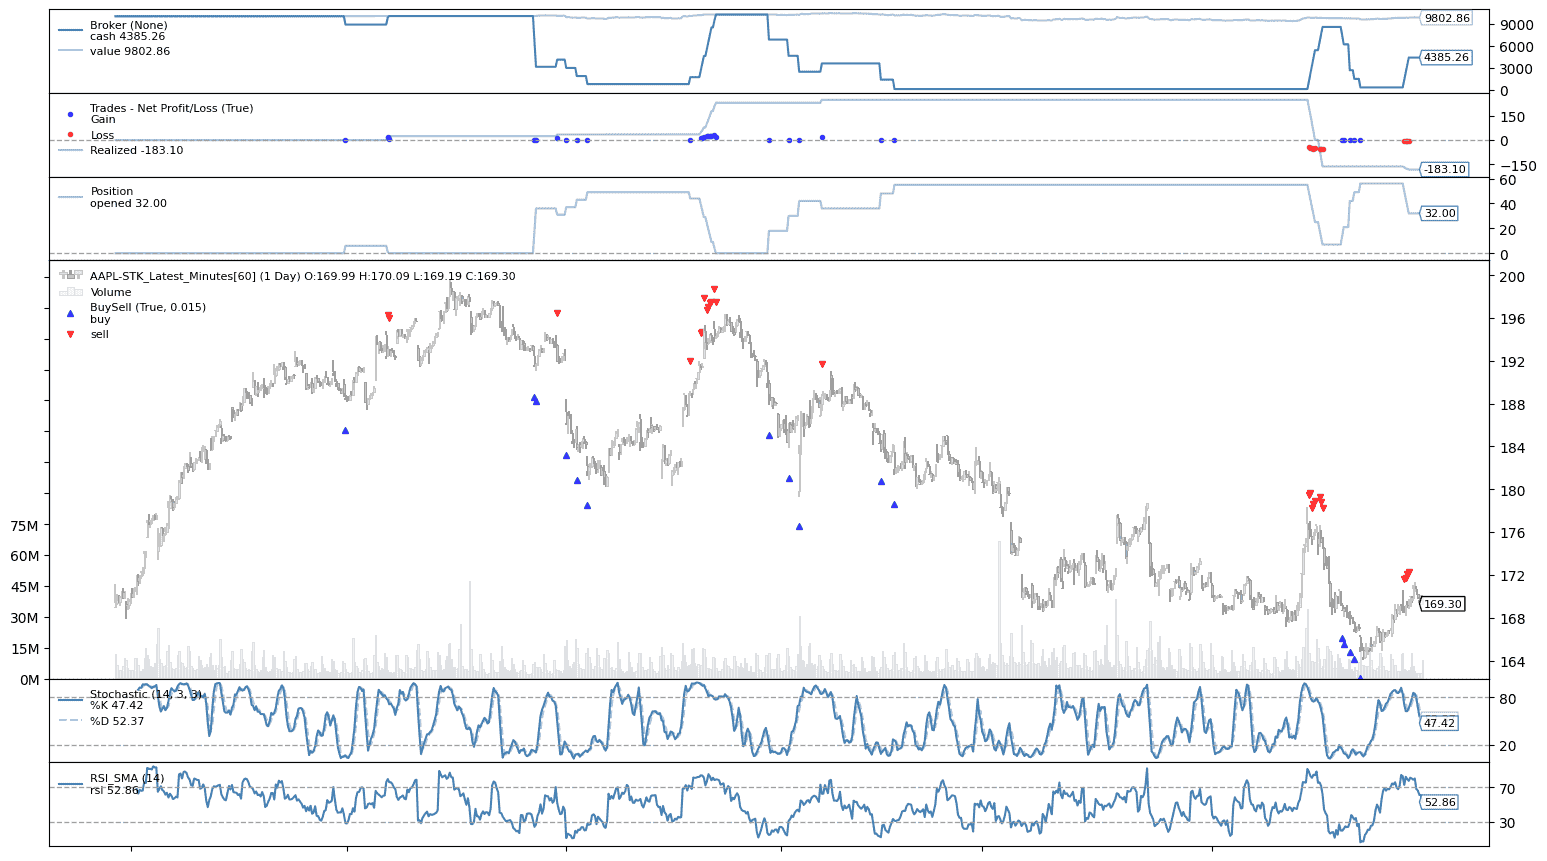 Broker (None)
cash 4385.26
value 9802.86
9802.86
4385.26
9000
6000
3000
0
Trades - Net Profit/Loss (True)
Gain
Loss
Realized -183.10
150
0
−150
-183.10
Position
opened 32.00
60
40
20
0
32.00
AAPL-STK_Latest_Minutes[60] (1 Day) O:169.99 H:170.09 L:169.19 C:169.30
Volume
BuySell (True, 0.015)
buy
sell
200
196
192
188
184
180
176
172
168
164
169.30
75M
60M
45M
30M
15M
0M
Stochastic (14, 3, 3)
%K 47.42
%D 52.37
80
20
47.42
RSI_SMA (14)
rsi 52.86
70
30
52.86